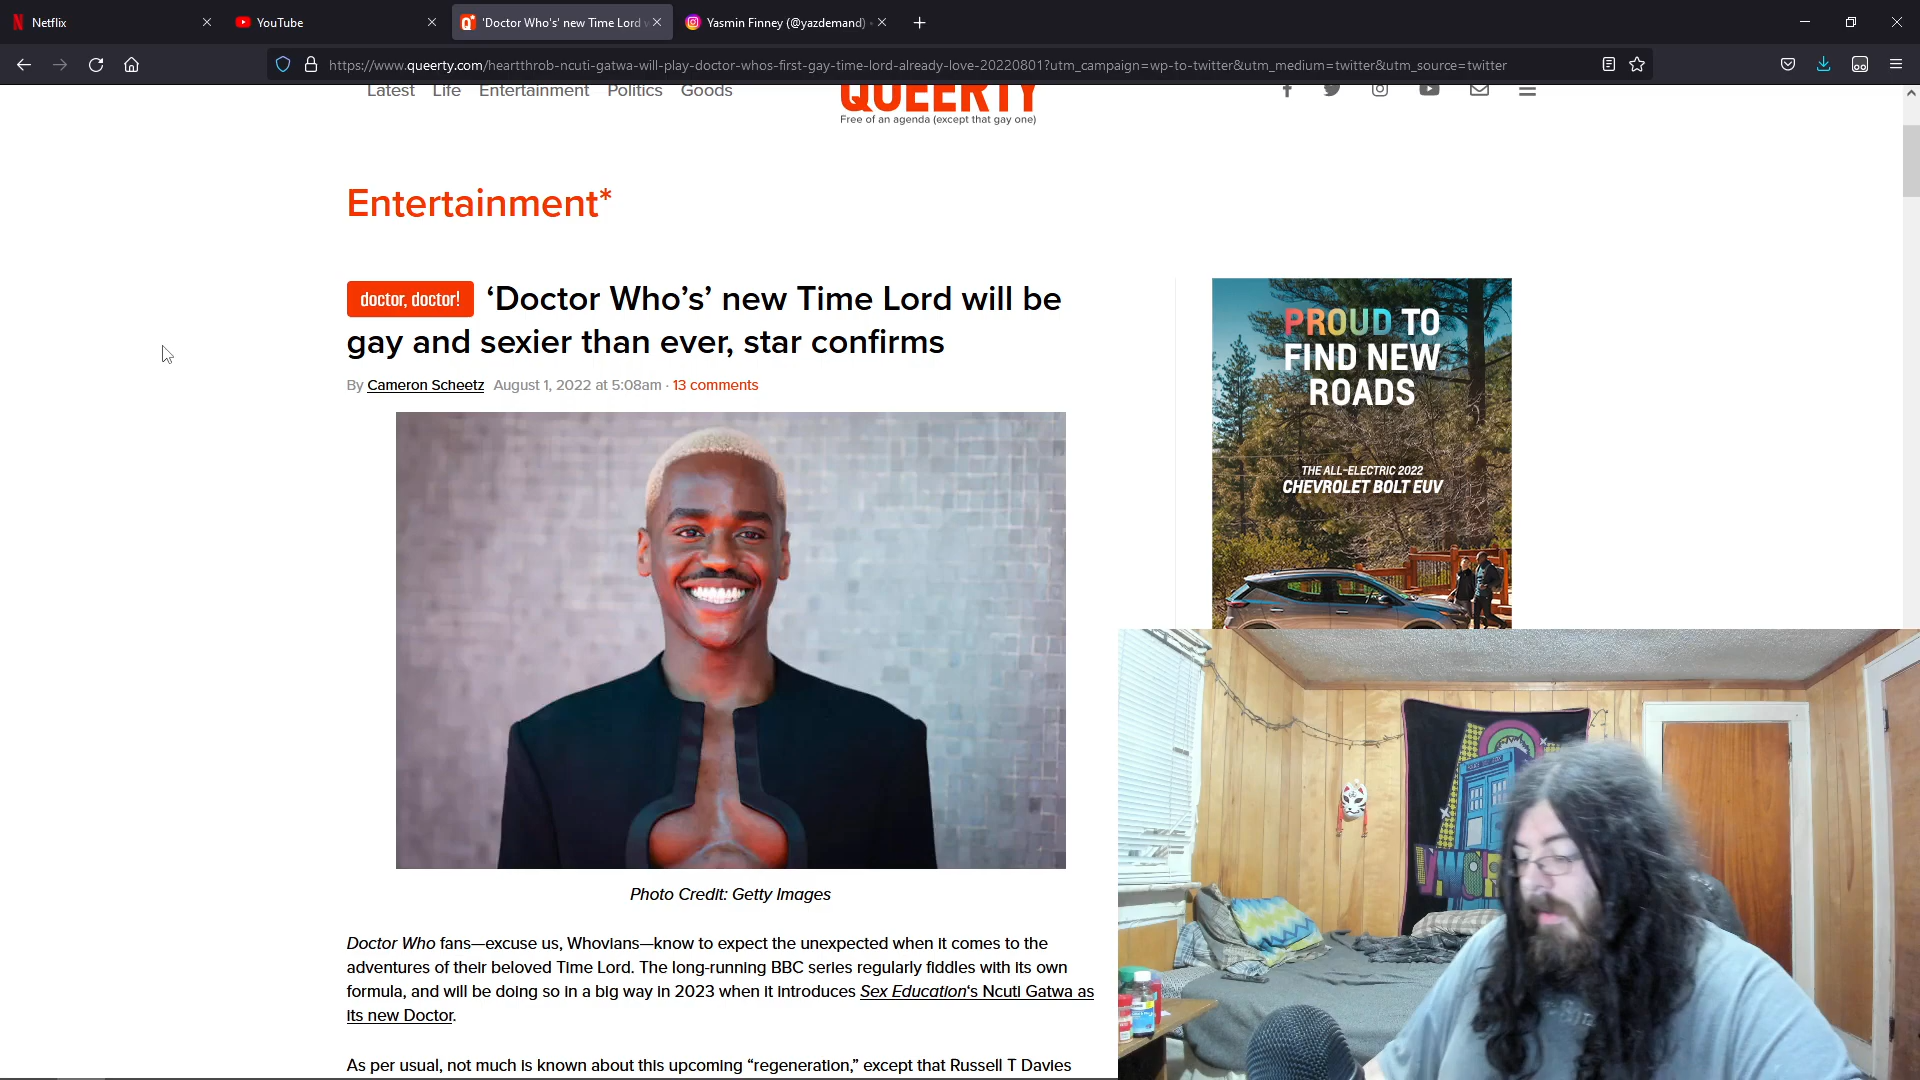 Netflix
YouTube
'Doctor Who's' new Time Lord w
Yasmin Finney (@yazdemand) •
https://www.queerty.com/heartthrob-ncuti-gatwa-will-play-doctor-whos-first-gay-time-lord-already-love-20220801?utm_campaign=wp-to-twitter&utm_medium=twitter&utm_source=twitter
Latest Life Entertainment Politics Goods
QUEERTY
Free of an agenda (except that gay one)
Entertainment*
doctor, doctor! ‘Doctor Who’s’ new Time Lord will be
gay and sexier than ever, star confirms
By Cameron Scheetz August 1, 2022 at 5:08am · 13 comments
PROUD TO
FIND NEW
ROADS
THE ALL-ELECTRIC 2022
CHEVROLET BOLT EUV
Photo Credit: Getty Images
Doctor Who fans—excuse us, Whovians—know to expect the unexpected when it comes to the
adventures of their beloved Time Lord. The long-running BBC series regularly fiddles with its own
formula, and will be doing so in a big way in 2023 when it introduces Sex Education‘s Ncuti Gatwa as
its new Doctor.
As per usual, not much is known about this upcoming “regeneration,” except that Russell T Davies